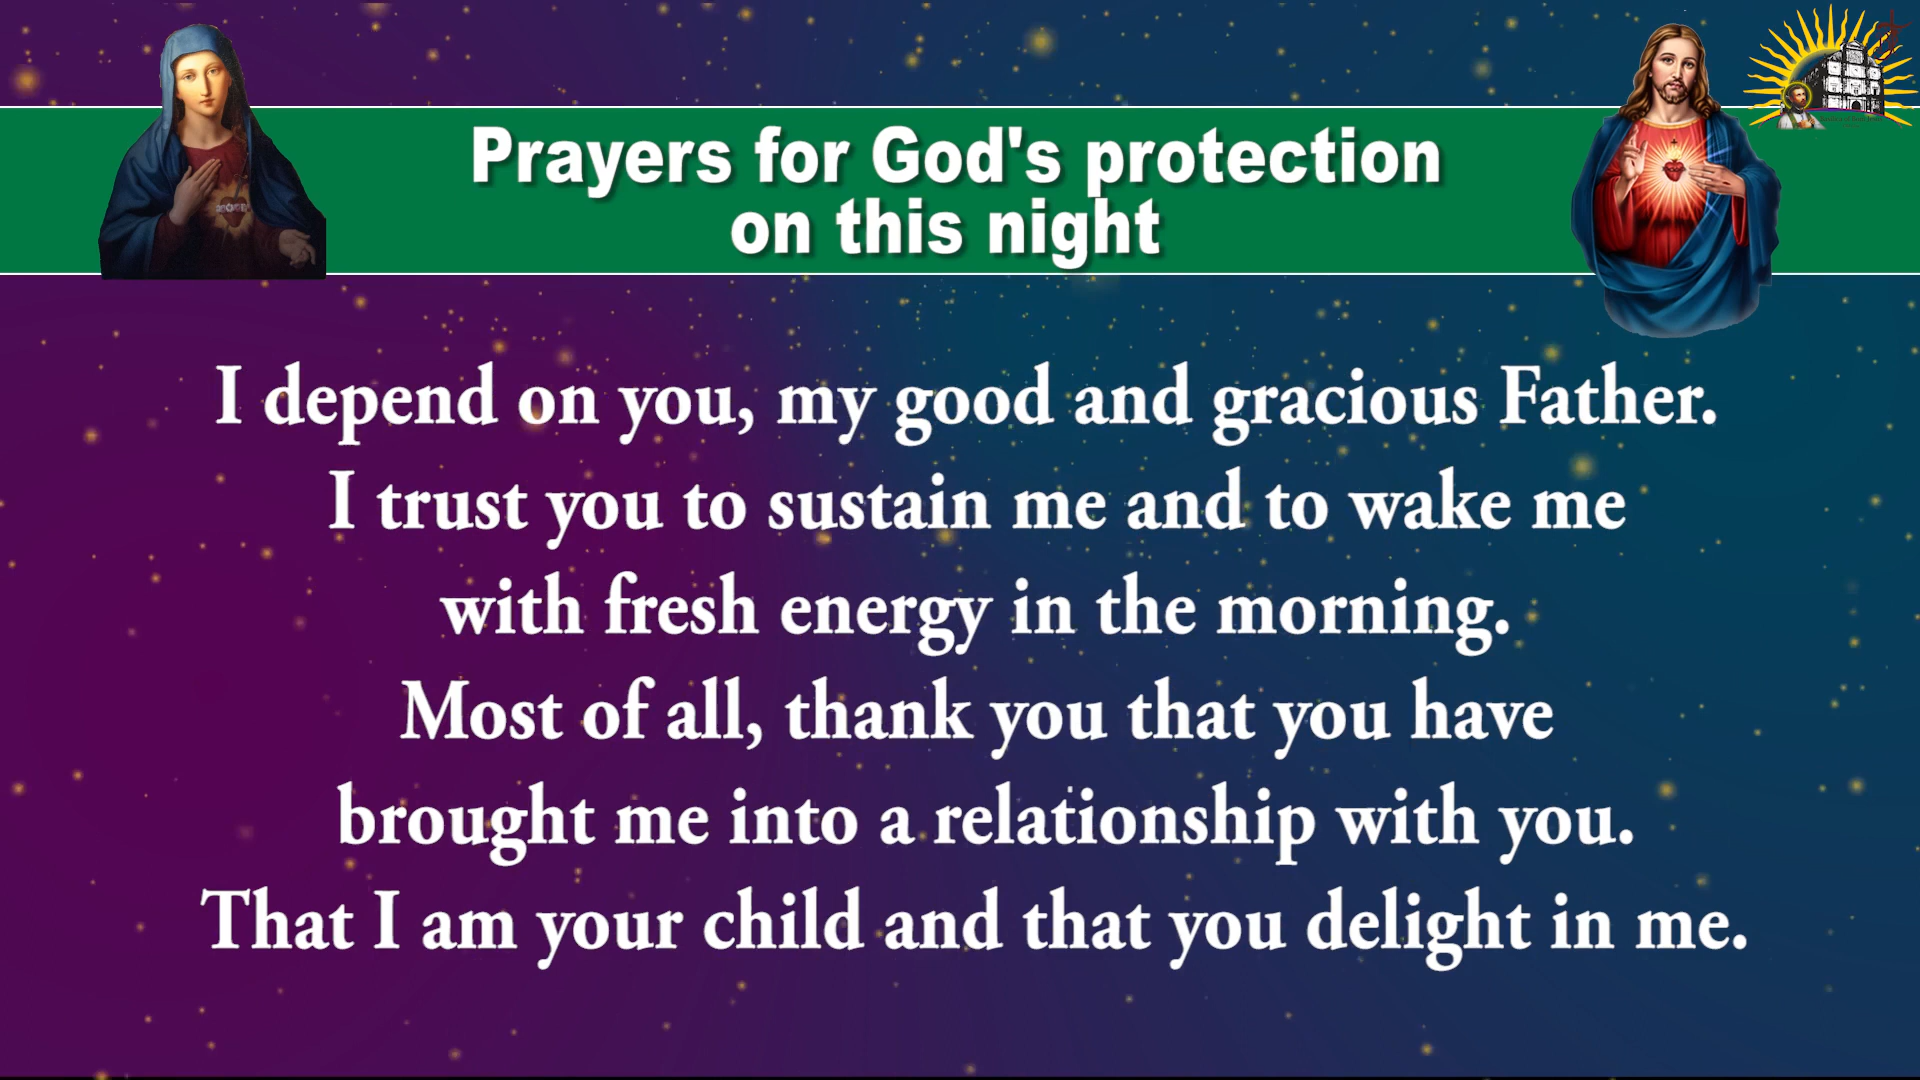 Prayers for God's protection
on this night
I depend on you, my good and gracious Father.
I trust you to sustain me and to wake me
with fresh energy in the morning.
Most of all, thank you that you have
brought me into a relationship with you.
That I am your child and that you delight in me.